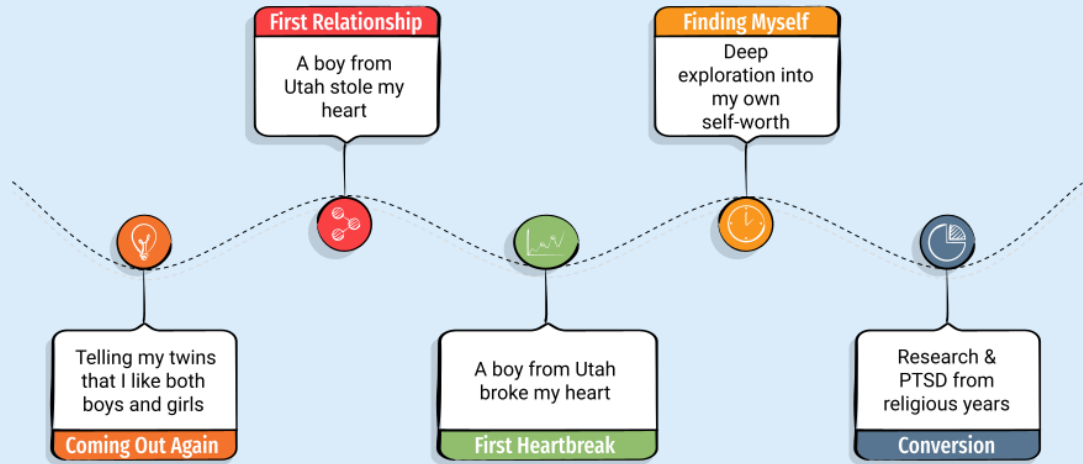 Telling my twins
that I like both
boys and girls
Coming Out Again
First Relationship
A boy from
Utah stole my
heart
A boy from Utah
broke my heart
First Heartbreak
Finding Myself
Deep
exploration into
my own
self-worth
Research &
PTSD from
religious years
Conversion